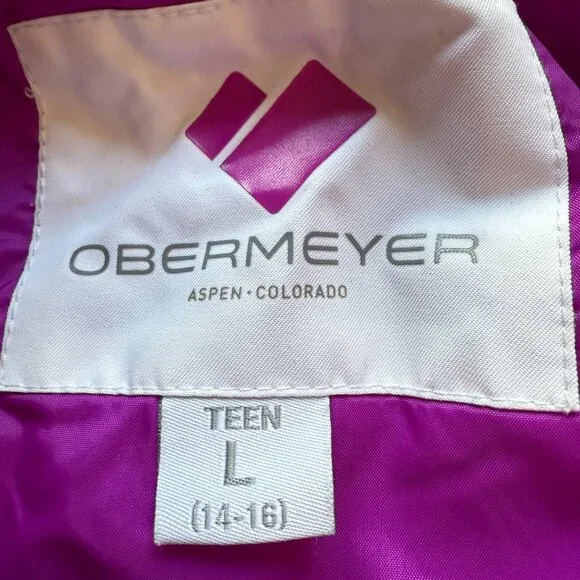 OBERMEYER
ASPEN · COLORADO
TEEN
L
(14-16)